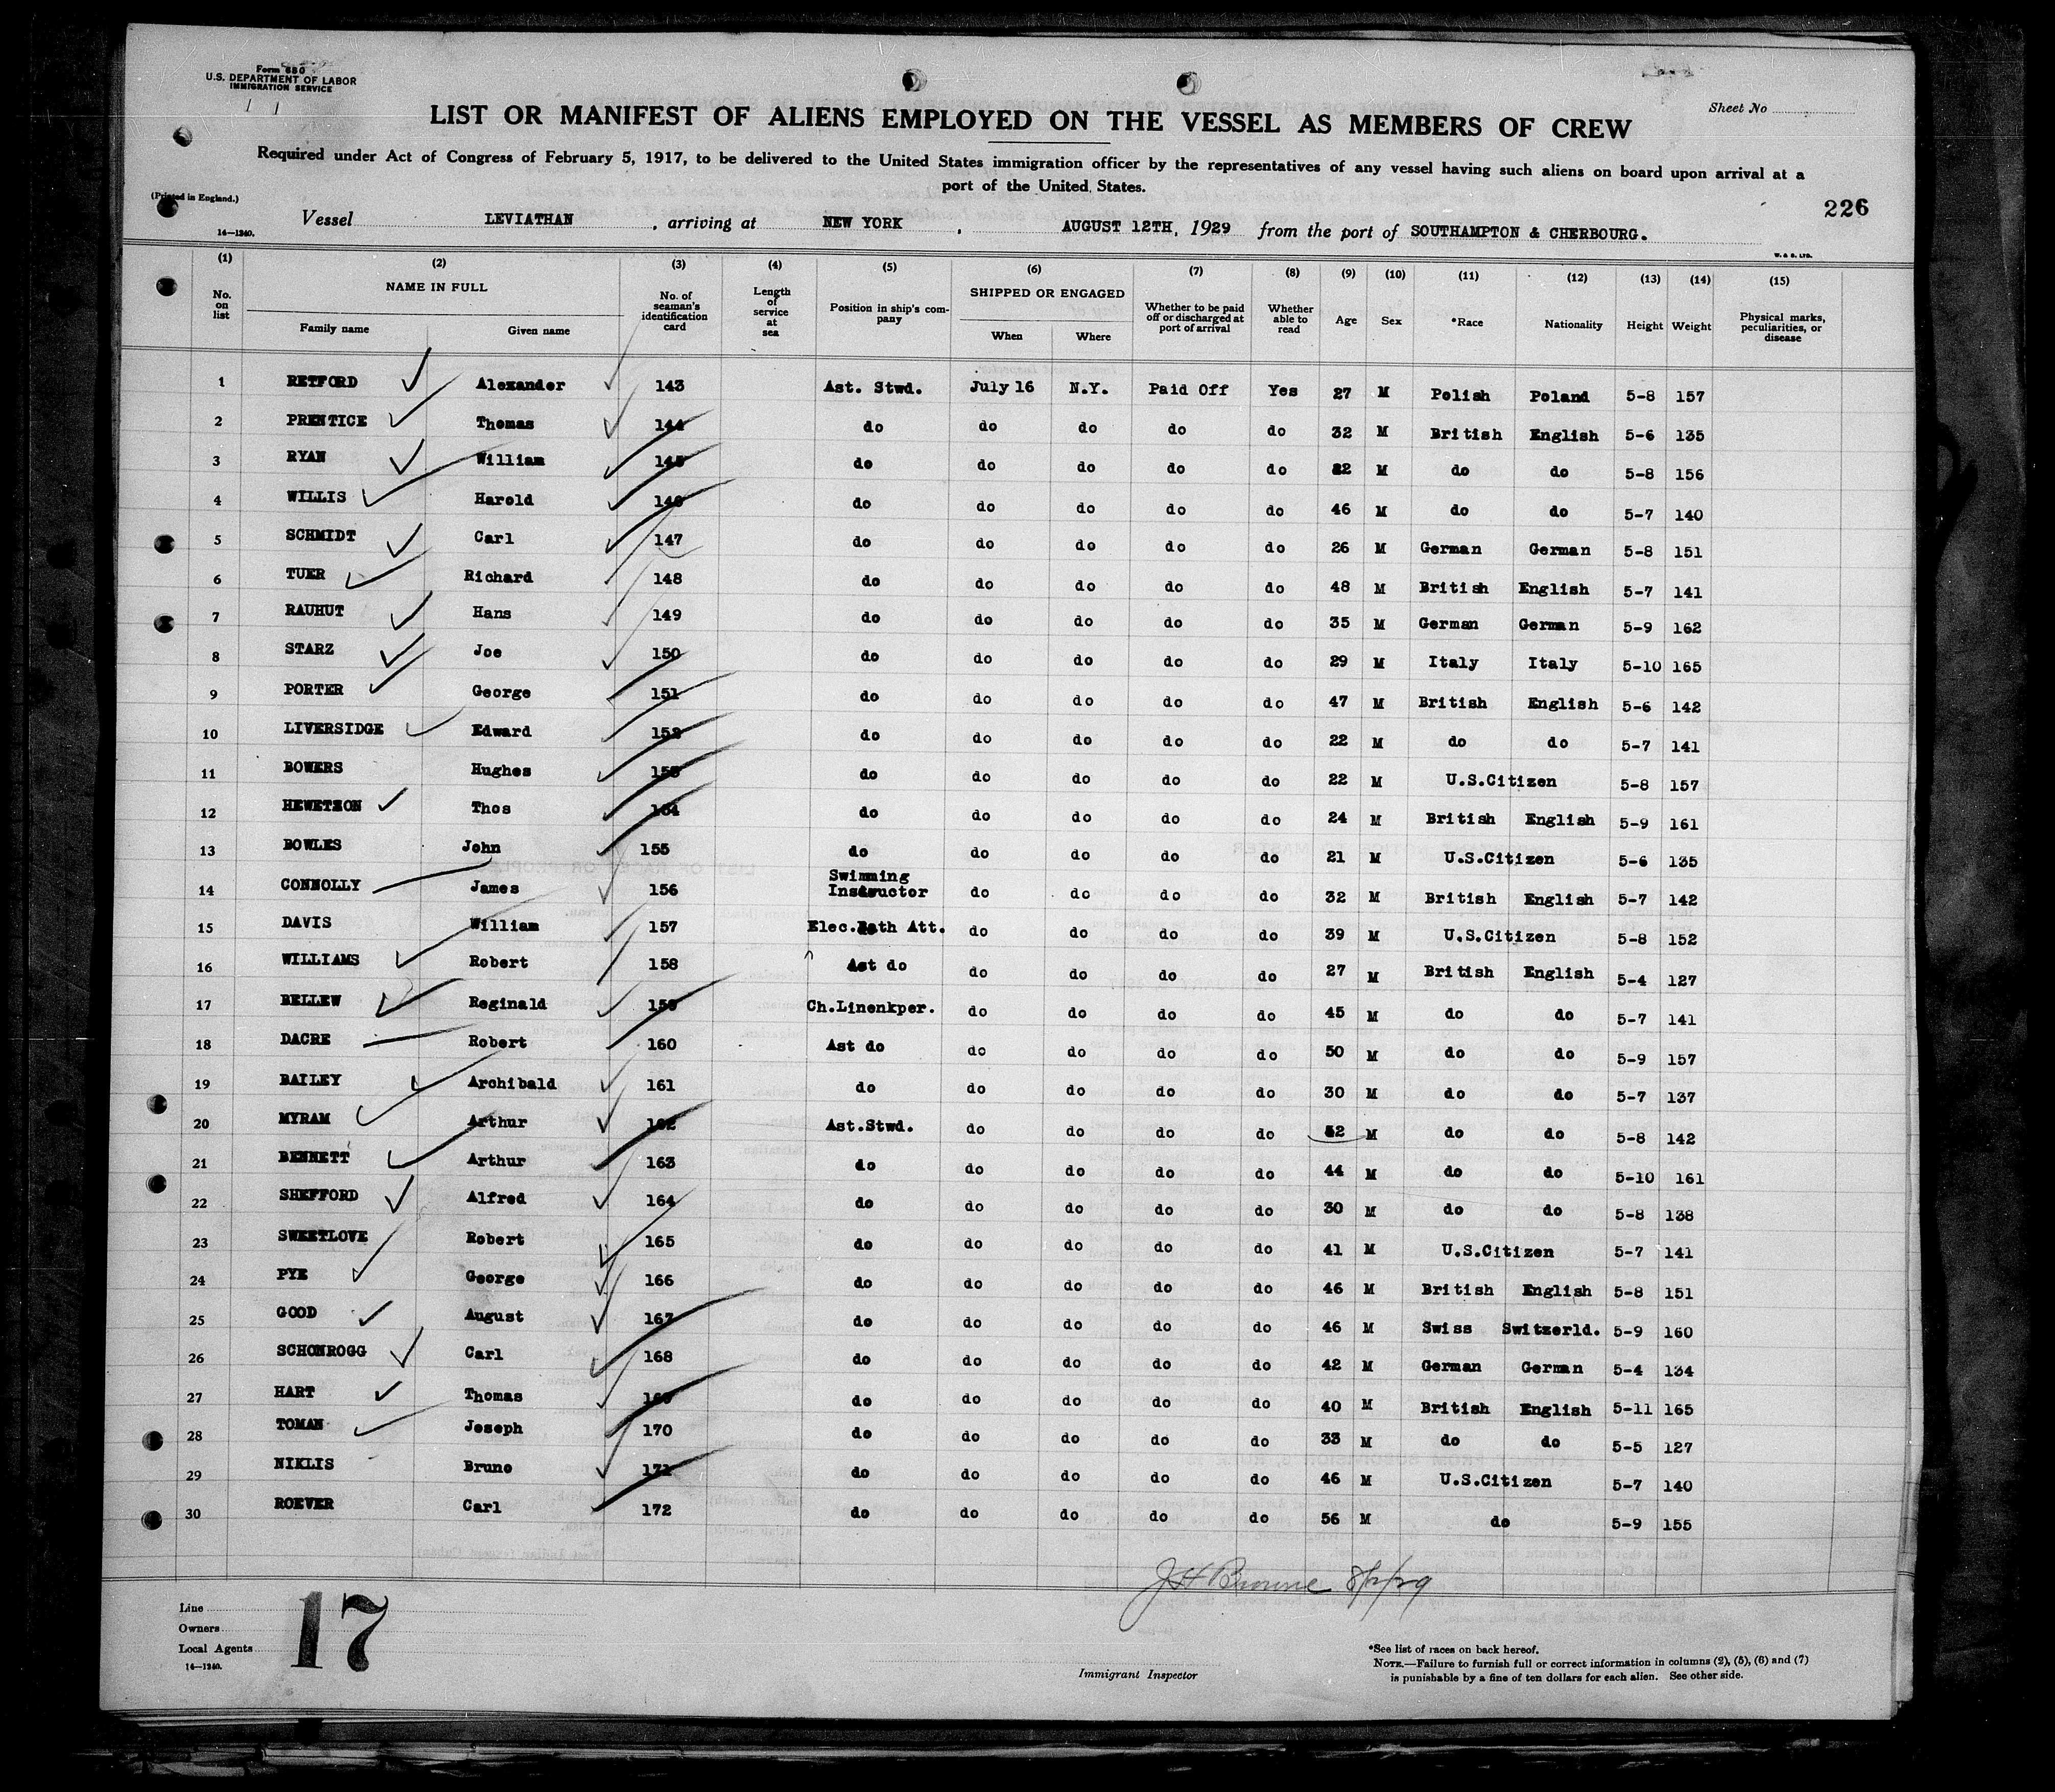 Form 680
U.S. DEPARTMENT OF LABOR
IMMIGRATION SERVICE
Sheet No
LIST OR MANIFEST OF ALIENS EMPLOYED ON THE VESSEL AS MEMBERS OF CREW
Required under Act of Congress of February 5, 1917, to be delivered to the United States immigration officer by the representatives of any vessel having such aliens on board upon arrival at a
port of the United States.
(Printed in England.)
226
Vessel LEVIATHAN , arriving at NEW YORK , AUGUST 12TH, 1929 from the port of SOUTHAMPTON & CHERBOURG.
14—1240.
W. & S. LTD.
(1) (2) (3) (4) (5) (6) (7) (8) (9) (10) (11) (12) (13) (14) (15)
No. on list NAME IN FULL Family name Given name No. of seaman's identification card Length of service at sea Position in ship's company SHIPPED OR ENGAGED When Where Whether to be paid off or discharged at port of arrival Whether able to read Age Sex *Race Nationality Height Weight Physical marks, peculiarities, or disease
1 RETFORD Alexander 143 Ast. Stwd. July 16 N.Y. Paid Off Yes 27 M Polish Poland 5-8 157
2 PRENTICE Thomas 144 do do do do do 32 M British English 5-6 135
3 RYAN William 145 do do do do do 22 M do do 5-8 156
4 WILLIS Harold 146 do do do do do 46 M do do 5-7 140
5 SCHMIDT Carl 147 do do do do do 26 M German German 5-8 151
6 TUER Richard 148 do do do do do 48 M British English 5-7 141
7 RAUHUT Hans 149 do do do do do 35 M German German 5-9 162
8 STARZ Joe 150 do do do do do 29 M Italy Italy 5-10 165
9 PORTER George 151 do do do do do 47 M British English 5-6 142
10 LIVERSIDGE Edward 152 do do do do do 22 M do do 5-7 141
11 BOWERS Hughes 153 do do do do do 22 M U.S.Citizen 5-8 157
12 HEWETSON Thos 154 do do do do do 24 M British English 5-9 161
13 BOWLES John 155 do do do do do 21 M U.S.Citizen 5-6 135
14 CONNOLLY James 156 Swimming Instructor do do do do 32 M British English 5-7 142
15 DAVIS William 157 Elec.Bath Att. do do do do 39 M U.S.Citizen 5-8 152
16 WILLIAMS Robert 158 Ast do do do do do 27 M British English 5-4 127
17 BELLEW Reginald 159 Ch.Linenkper. do do do do 45 M do do 5-7 141
18 DACRE Robert 160 Ast do do do do do 50 M do do 5-9 157
19 BAILEY Archibald 161 do do do do do 30 M do do 5-7 137
20 MYRAM Arthur 162 Ast.Stwd. do do do do 52 M do do 5-8 142
21 BENNETT Arthur 163 do do do do do 44 M do do 5-10 161
22 SHEFFORD Alfred 164 do do do do do 30 M do do 5-8 138
23 SWEETLOVE Robert 165 do do do do do 41 M U.S.Citizen 5-7 141
24 PYE George 166 do do do do do 46 M British English 5-8 151
25 GOOD August 167 do do do do do 46 M Swiss Switzerld. 5-9 160
26 SCHONROGG Carl 168 do do do do do 42 M German German 5-4 134
27 HART Thomas 169 do do do do do 40 M British English 5-11 165
28 TOMAN Joseph 170 do do do do do 33 M do do 5-5 127
29 NIKLIS Bruno 171 do do do do do 46 M U.S.Citizen 5-7 140
30 ROEVER Carl 172 do do do do do 56 M do 5-9 155
JH Browne 8/12/29
Line
Owners
Local Agents
14—1240.
17
Immigrant Inspector
*See list of races on back hereof.
NOTE.—Failure to furnish full or correct information in columns (2), (5), (6) and (7)
is punishable by a fine of ten dollars for each alien. See other side.